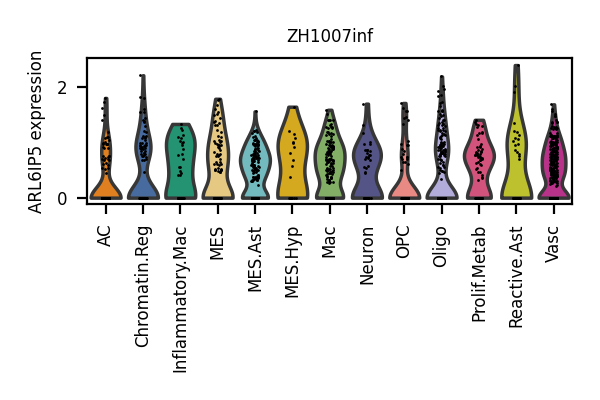 ZH1007inf
ARL6IP5 expression
2
0
AC
Chromatin.Reg
Inflammatory.Mac
MES
MES.Ast
MES.Hyp
Mac
Neuron
OPC
Oligo
Prolif.Metab
Reactive.Ast
Vasc